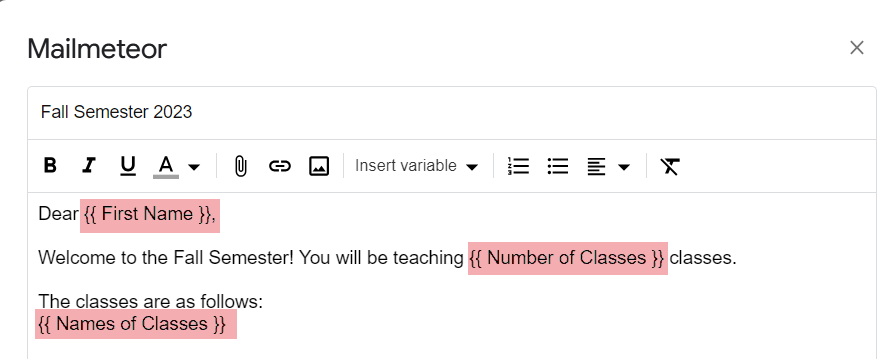 Mailmeteor
Fall Semester 2023
B I U A Insert variable
Dear {{ First Name }},
Welcome to the Fall Semester! You will be teaching {{ Number of Classes }} classes.
The classes are as follows:
{{ Names of Classes }}